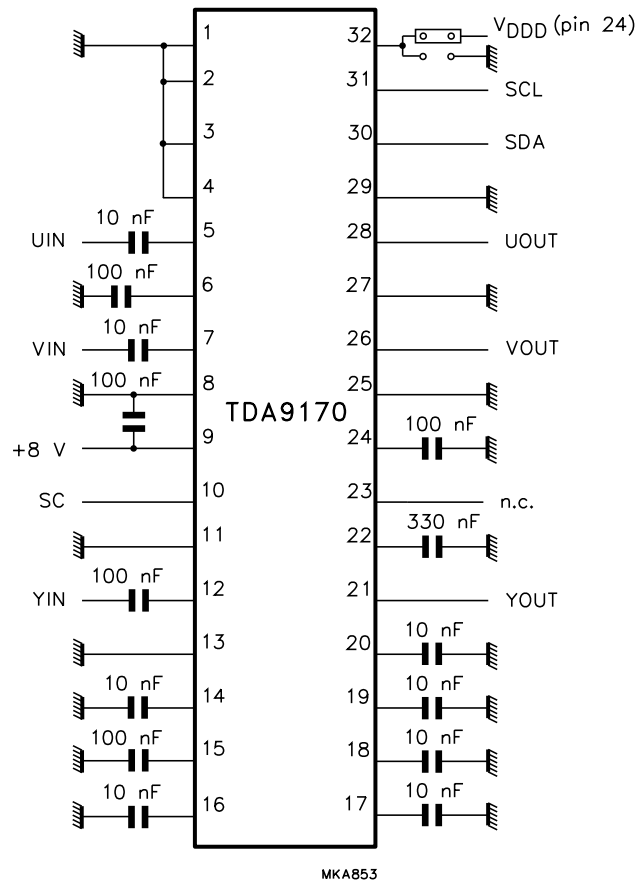 1
32
VDDD (pin 24)
2
31
SCL
3
30
SDA
4
29
10 nF
UIN
5
28
UOUT
100 nF
6
27
10 nF
VIN
7
26
VOUT
100 nF
8
25
TDA9170
+8 V
9
24
100 nF
SC
10
23
n.c.
11
22
330 nF
100 nF
YIN
12
21
YOUT
13
20
10 nF
10 nF
14
19
10 nF
100 nF
15
18
10 nF
10 nF
16
17
10 nF
MKA853